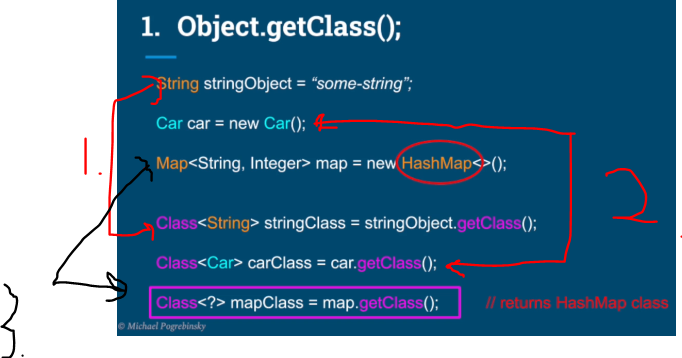 1. Object.getClass();
String stringObject = “some-string”;
Car car = new Car();
Map<String, Integer> map = new HashMap<>();
Class<String> stringClass = stringObject.getClass();
Class<Car> carClass = car.getClass();
Class<?> mapClass = map.getClass(); // returns HashMap class
© Michael Pogrebinsky
1.
2
3.